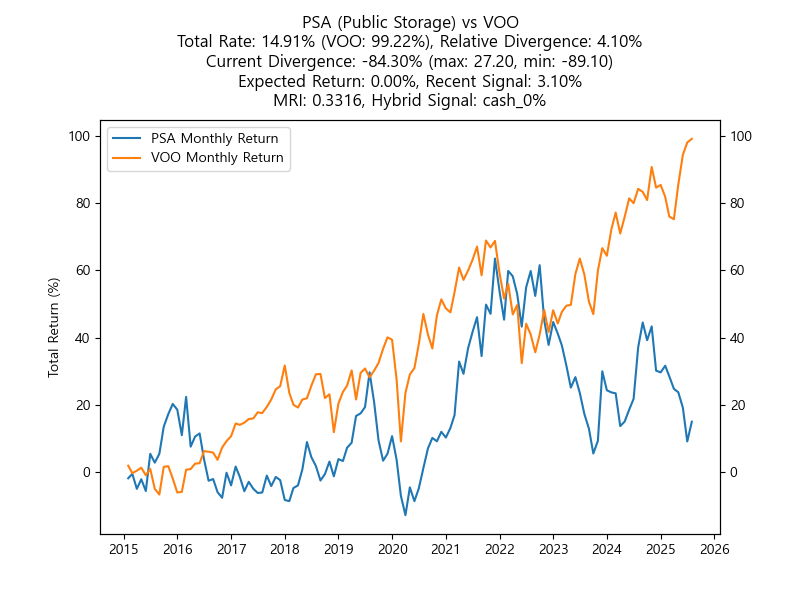 PSA (Public Storage) vs VOO
Total Rate: 14.91% (VOO: 99.22%), Relative Divergence: 4.10%
Current Divergence: -84.30% (max: 27.20, min: -89.10)
Expected Return: 0.00%, Recent Signal: 3.10%
MRI: 0.3316, Hybrid Signal: cash_0%
PSA Monthly Return
VOO Monthly Return
Total Return (%)
100
80
60
40
20
0
100
80
60
40
20
0
2015 2016 2017 2018 2019 2020 2021 2022 2023 2024 2025 2026